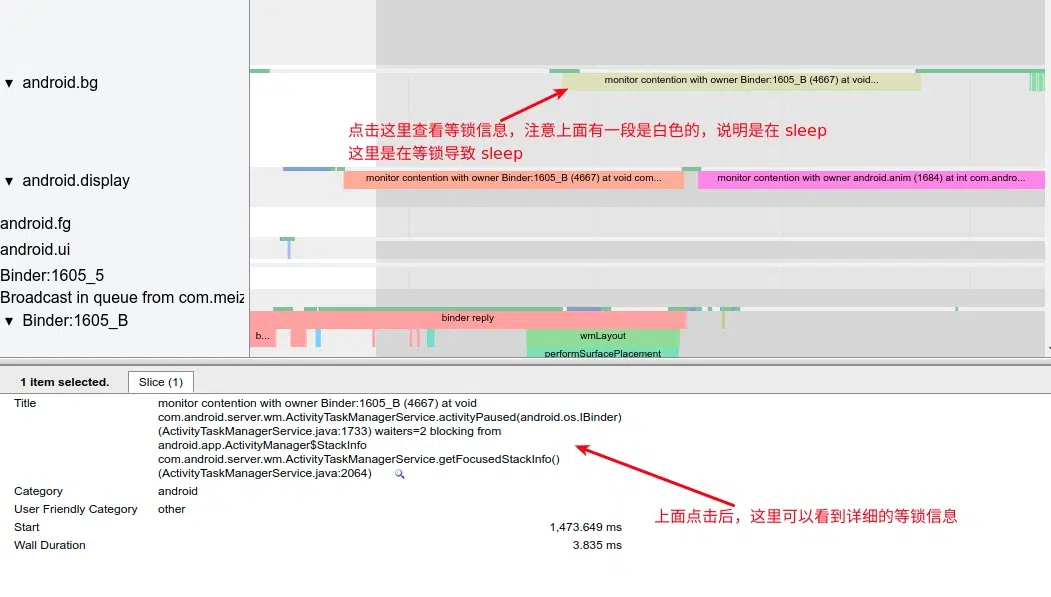 ▼ android.bg
monitor contention with owner Binder:1605_B (4667) at void...
点击这里查看等锁信息，注意上面有一段是白色的，说明是在 sleep
这里是在等锁导致 sleep
▼ android.display
monitor contention with owner Binder:1605_B (4667) at void com...
monitor contention with owner android.anim (1684) at int com.andro...
android.fg
android.ui
Binder:1605_5
Broadcast in queue from com.meiz
▼ Binder:1605_B
binder reply
b...
wmLayout
performSurfacePlacement
1 item selected.
Slice (1)
Title
monitor contention with owner Binder:1605_B (4667) at void
com.android.server.wm.ActivityTaskManagerService.activityPaused(android.os.IBinder)
(ActivityTaskManagerService.java:1733) waiters=2 blocking from
android.app.ActivityManager$StackInfo
com.android.server.wm.ActivityTaskManagerService.getFocusedStackInfo()
(ActivityTaskManagerService.java:2064)
Category android
User Friendly Category other
上面点击后，这里可以看到详细的等锁信息
Start 1,473.649 ms
Wall Duration 3.835 ms